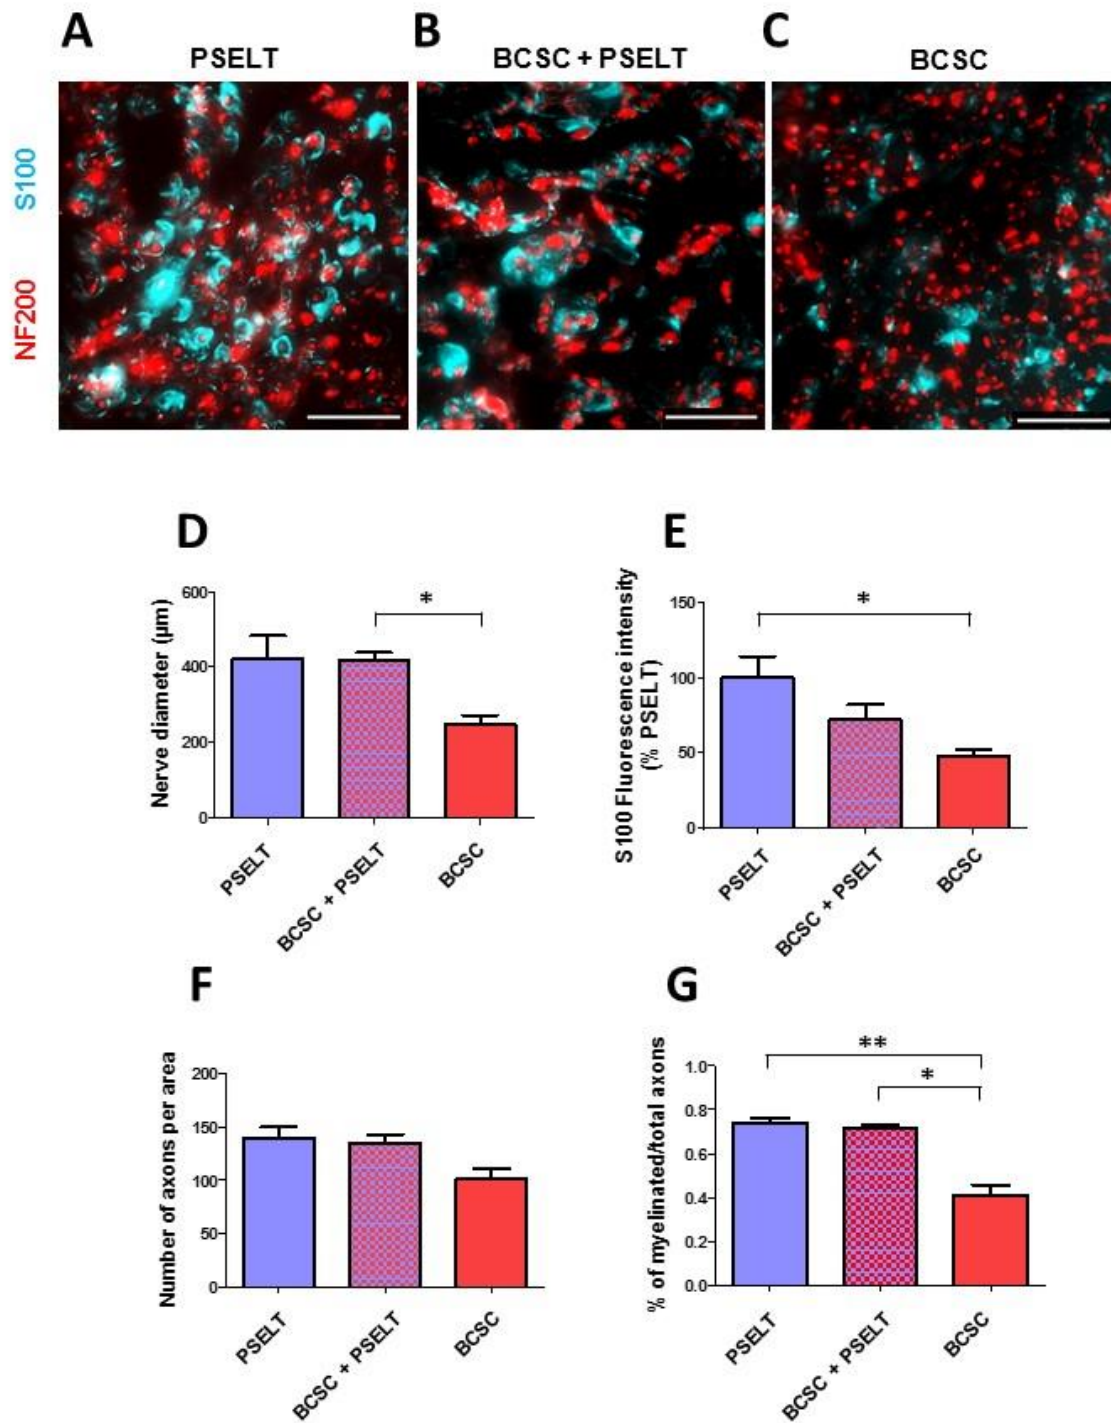 A B C
PSELT BCSC + PSELT BCSC
NF200 S100
D
Nerve diameter (µm)
600
400
200
0
*
PSELT
BCSC + PSELT
BCSC
E
S100 Fluorescence intensity
(% PSELT)
150
100
50
0
*
PSELT
BCSC + PSELT
BCSC
F
Number of axons per area
200
150
100
50
0
PSELT
BCSC + PSELT
BCSC
G
% of myelinated/total axons
1.0
0.8
0.6
0.4
0.2
0.0
**
*
PSELT
BCSC + PSELT
BCSC